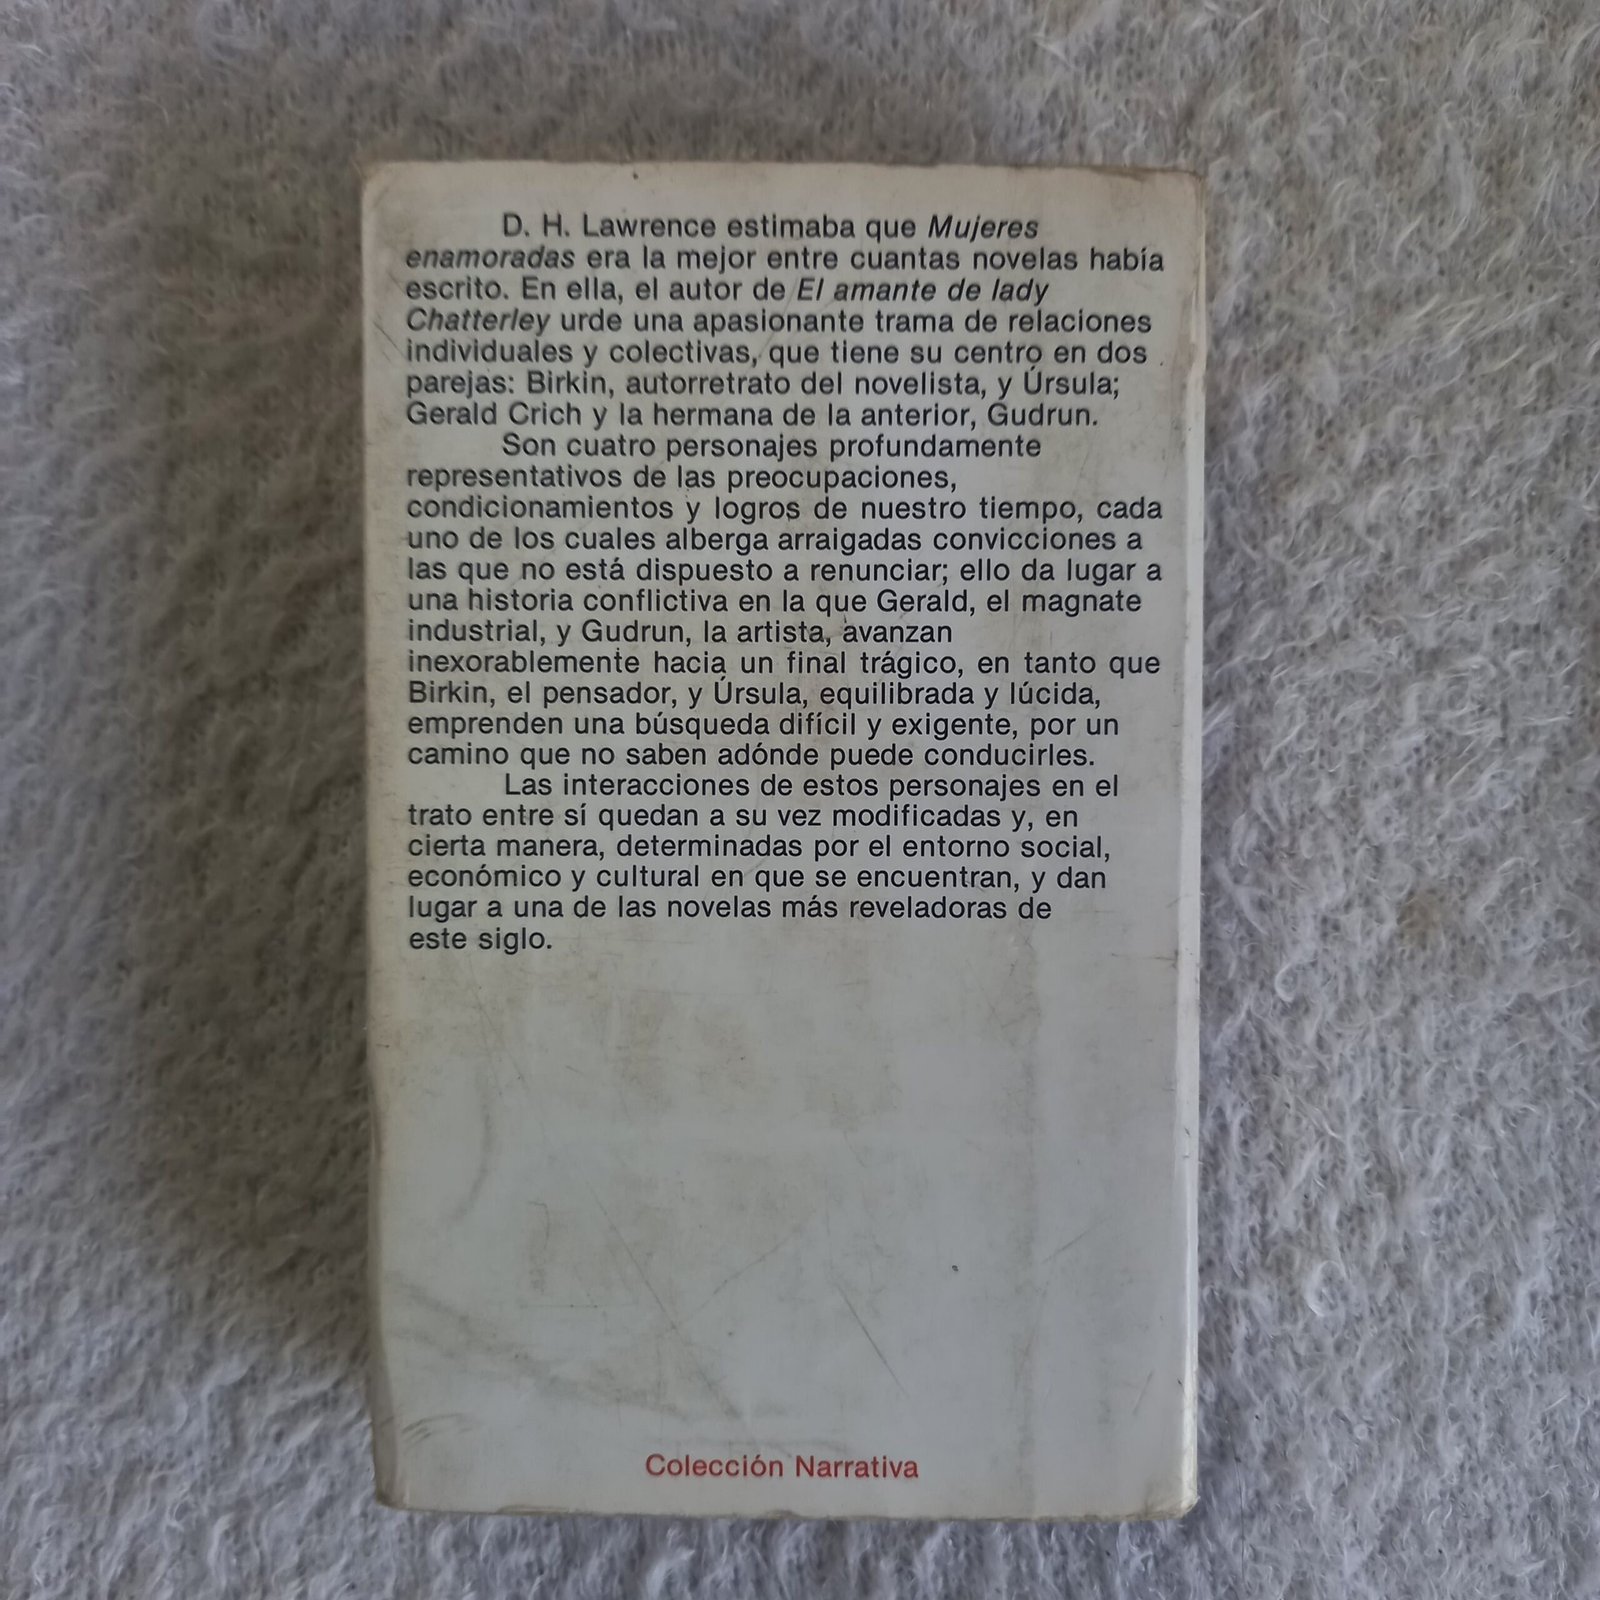 D. H. Lawrence estimaba que Mujeres
enamoradas era la mejor entre cuantas novelas había
escrito. En ella, el autor de El amante de lady
Chatterley urde una apasionante trama de relaciones
individuales y colectivas, que tiene su centro en dos
parejas: Birkin, autorretrato del novelista, y Úrsula;
Gerald Crich y la hermana de la anterior, Gudrun.
Son cuatro personajes profundamente
representativos de las preocupaciones,
condicionamientos y logros de nuestro tiempo, cada
uno de los cuales alberga arraigadas convicciones a
las que no está dispuesto a renunciar; ello da lugar a
una historia conflictiva en la que Gerald, el magnate
industrial, y Gudrun, la artista, avanzan
inexorablemente hacia un final trágico, en tanto que
Birkin, el pensador, y Úrsula, equilibrada y lúcida,
emprenden una búsqueda difícil y exigente, por un
camino que no saben adónde puede conducirles.
Las interacciones de estos personajes en el
trato entre sí quedan a su vez modificadas y, en
cierta manera, determinadas por el entorno social,
económico y cultural en que se encuentran, y dan
lugar a una de las novelas más reveladoras de
este siglo.
Colección Narrativa